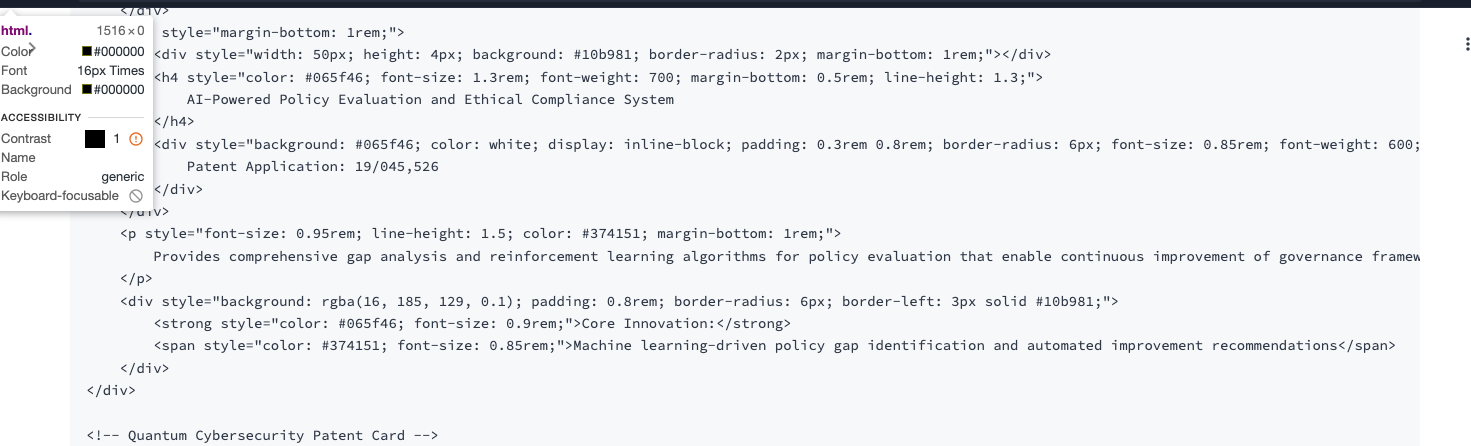 </div>
html.
1516×0
Color
#000000
Font
16px Times
Background
#000000
ACCESSIBILITY
Contrast
1
Name
Role
generic
Keyboard-focusable
style="margin-bottom: 1rem;">
<div style="width: 50px; height: 4px; background: #10b981; border-radius: 2px; margin-bottom: 1rem;"></div>
<h4 style="color: #065f46; font-size: 1.3rem; font-weight: 700; margin-bottom: 0.5rem; line-height: 1.3;">
AI-Powered Policy Evaluation and Ethical Compliance System
</h4>
<div style="background: #065f46; color: white; display: inline-block; padding: 0.3rem 0.8rem; border-radius: 6px; font-size: 0.85rem; font-weight: 600;
Patent Application: 19/045,526
</div>
</div>
<p style="font-size: 0.95rem; line-height: 1.5; color: #374151; margin-bottom: 1rem;">
Provides comprehensive gap analysis and reinforcement learning algorithms for policy evaluation that enable continuous improvement of governance framew
</p>
<div style="background: rgba(16, 185, 129, 0.1); padding: 0.8rem; border-radius: 6px; border-left: 3px solid #10b981;">
<strong style="color: #065f46; font-size: 0.9rem;">Core Innovation:</strong>
<span style="color: #374151; font-size: 0.85rem;">Machine learning-driven policy gap identification and automated improvement recommendations</span>
</div>
</div>
<!-- Quantum Cybersecurity Patent Card -->